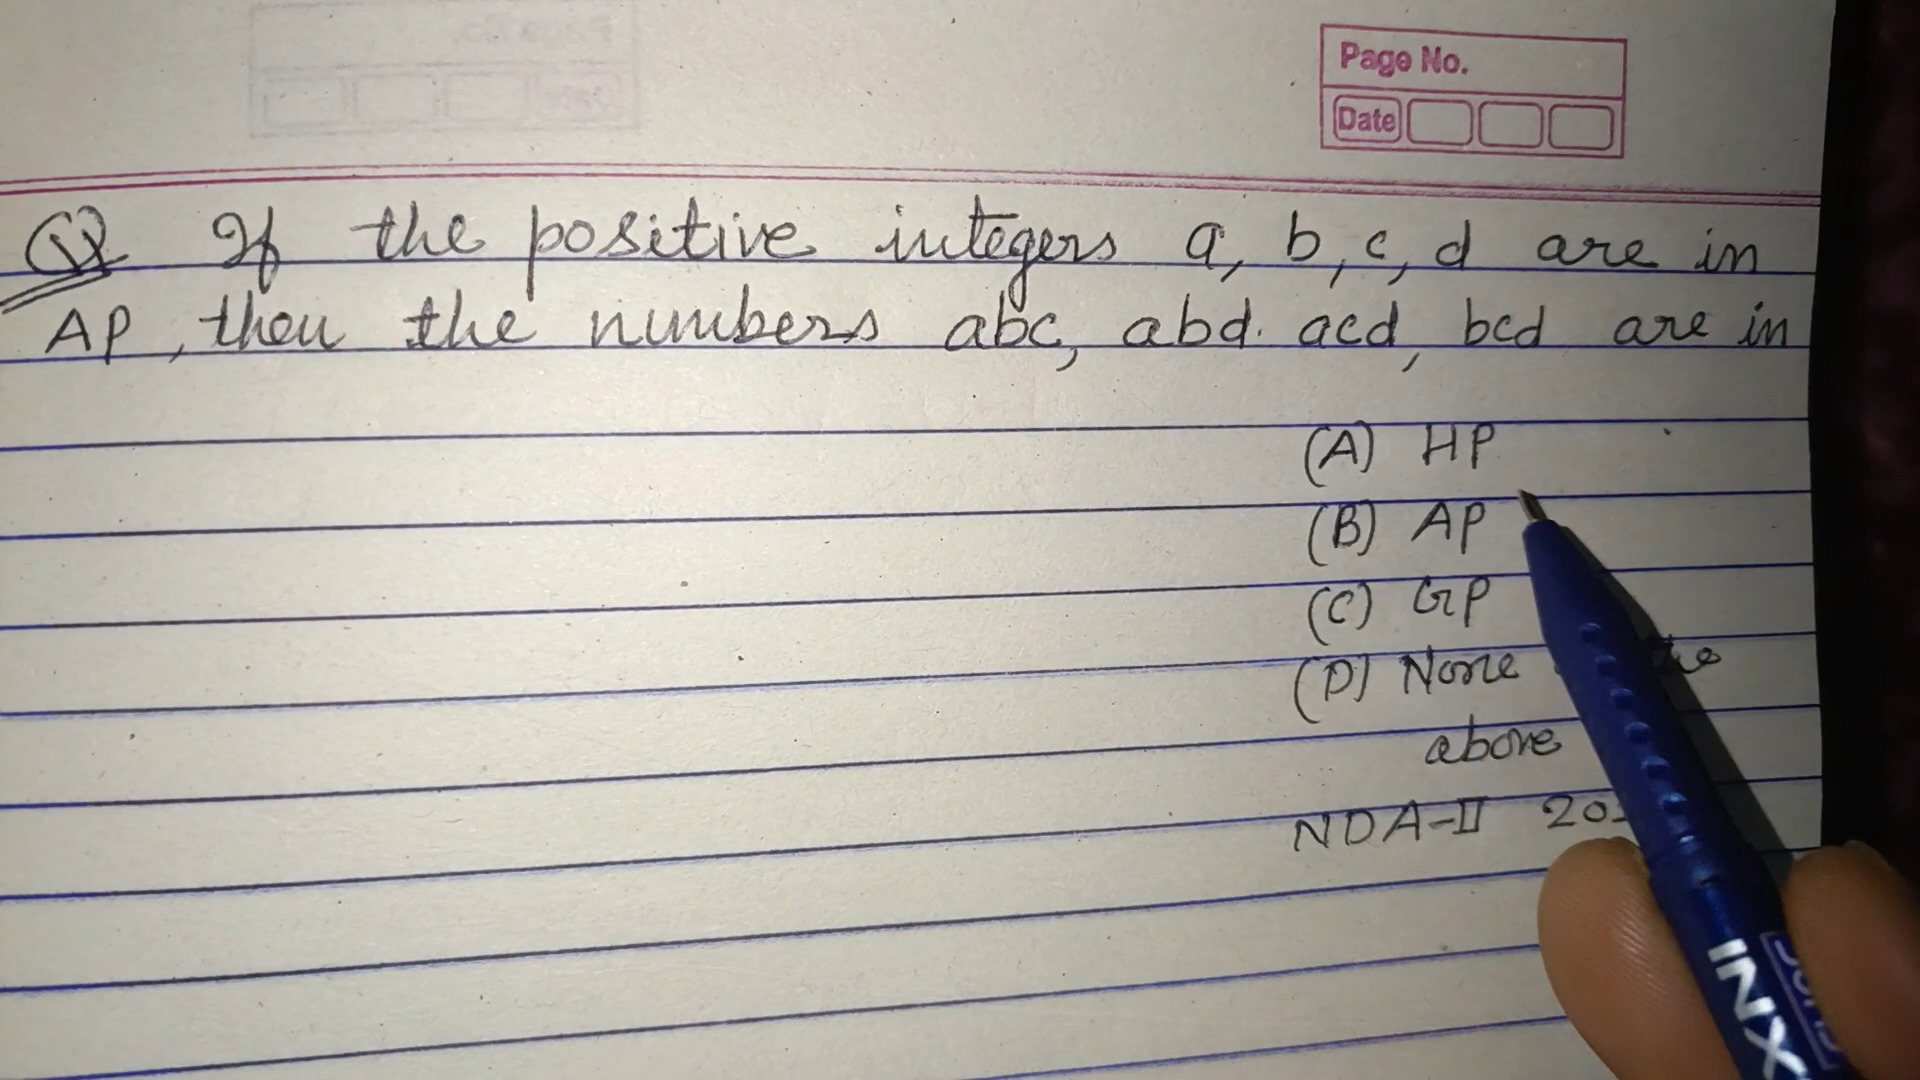 Page No.
Date
Q If the positive integers a, b, c, d are in
AP, then the numbers abc, abd. acd, bcd are in
(A) HP
(B) AP
(C) GP
(D) None
above
NDA-II
INX